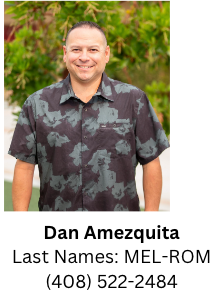 Dan Amezquita
Last Names: MEL-ROM
(408) 522-2484